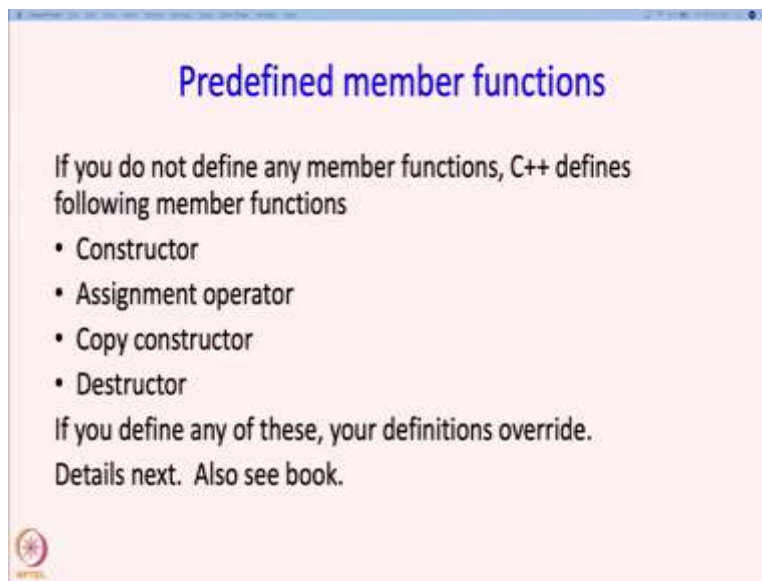 Predefined member functions
If you do not define any member functions, C++ defines
following member functions
• Constructor
• Assignment operator
• Copy constructor
• Destructor
If you define any of these, your definitions override.
Details next. Also see book.
NPTEL